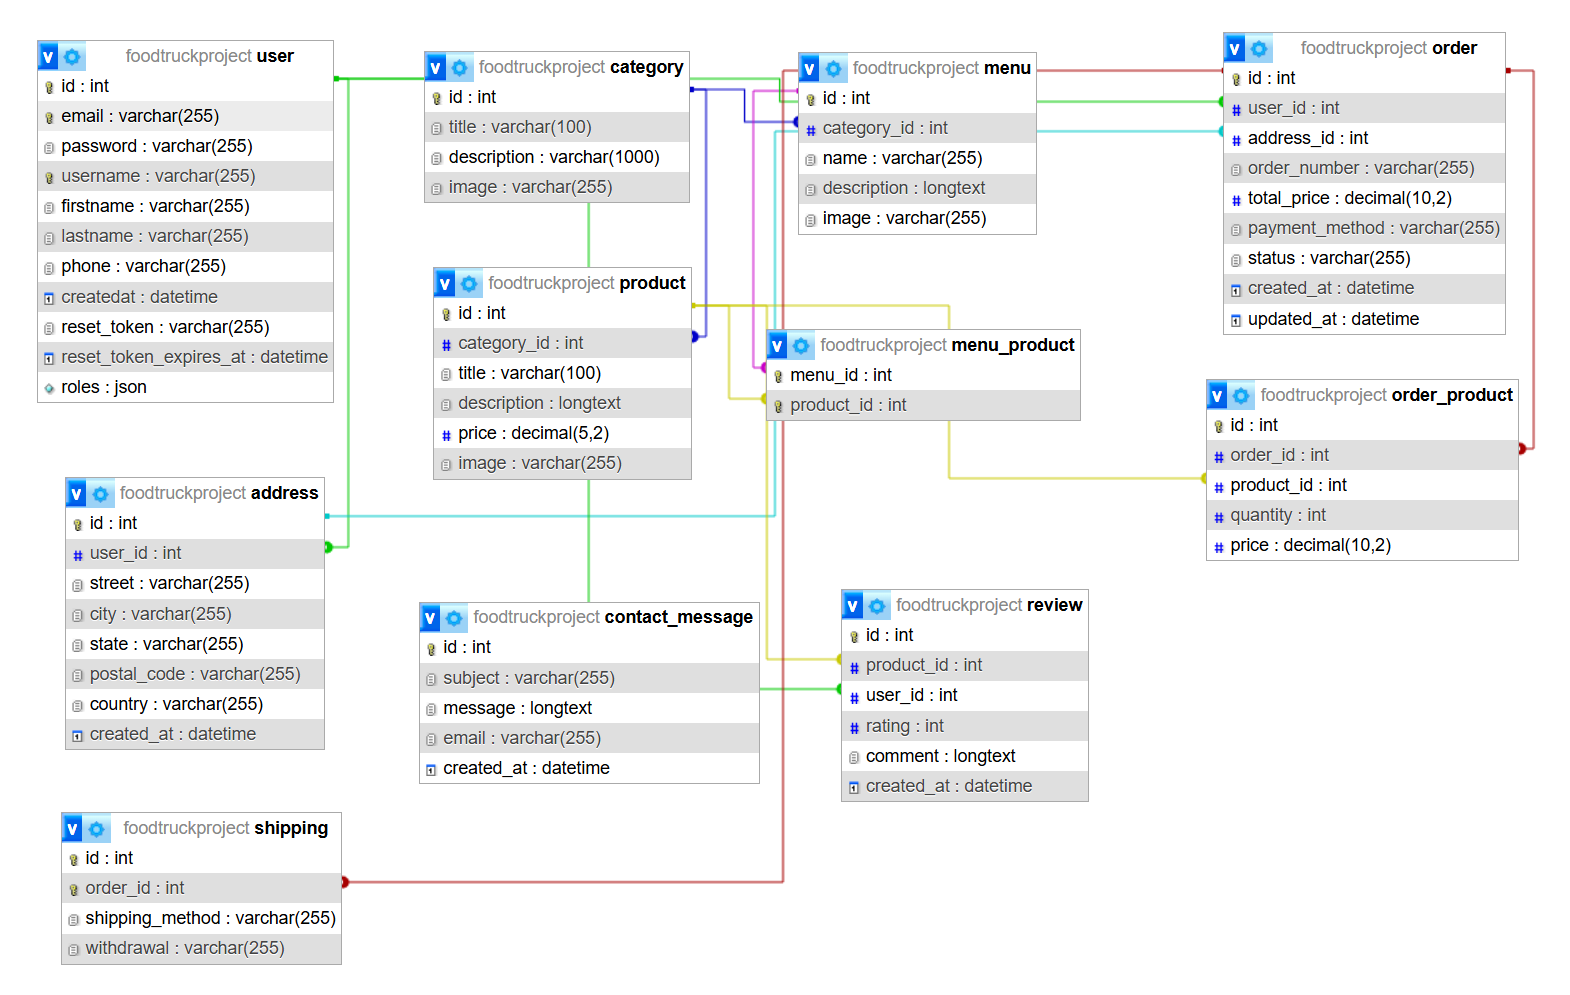 foodtruckproject user
id : int
email : varchar(255)
password : varchar(255)
username : varchar(255)
firstname : varchar(255)
lastname : varchar(255)
phone : varchar(255)
createdat : datetime
reset_token : varchar(255)
reset_token_expires_at : datetime
roles : json
foodtruckproject category
id : int
title : varchar(100)
description : varchar(1000)
image : varchar(255)
foodtruckproject menu
id : int
category_id : int
name : varchar(255)
description : longtext
image : varchar(255)
foodtruckproject order
id : int
user_id : int
address_id : int
order_number : varchar(255)
total_price : decimal(10,2)
payment_method : varchar(255)
status : varchar(255)
created_at : datetime
updated_at : datetime
foodtruckproject product
id : int
category_id : int
title : varchar(100)
description : longtext
price : decimal(5,2)
image : varchar(255)
foodtruckproject menu_product
menu_id : int
product_id : int
foodtruckproject order_product
id : int
order_id : int
product_id : int
quantity : int
price : decimal(10,2)
foodtruckproject address
id : int
user_id : int
street : varchar(255)
city : varchar(255)
state : varchar(255)
postal_code : varchar(255)
country : varchar(255)
created_at : datetime
foodtruckproject contact_message
id : int
subject : varchar(255)
message : longtext
email : varchar(255)
created_at : datetime
foodtruckproject review
id : int
product_id : int
user_id : int
rating : int
comment : longtext
created_at : datetime
foodtruckproject shipping
id : int
order_id : int
shipping_method : varchar(255)
withdrawal : varchar(255)